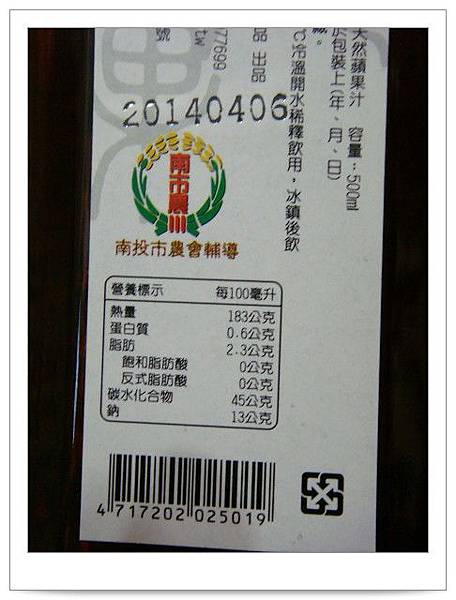 天然蘋果汁 容量：500ml
於包裝上(年、月、日)
藏。
℃冷溫開水稀釋飲用，冰鎮後飲
品 出品
77699
tw
號
20140406
南市農
南投市農會輔導
營養標示 每100毫升
熱量 183公克
蛋白質 0.6公克
脂肪 2.3公克
飽和脂肪酸 0公克
反式脂肪酸 0公克
碳水化合物 45公克
鈉 13公克
4 717202 025019